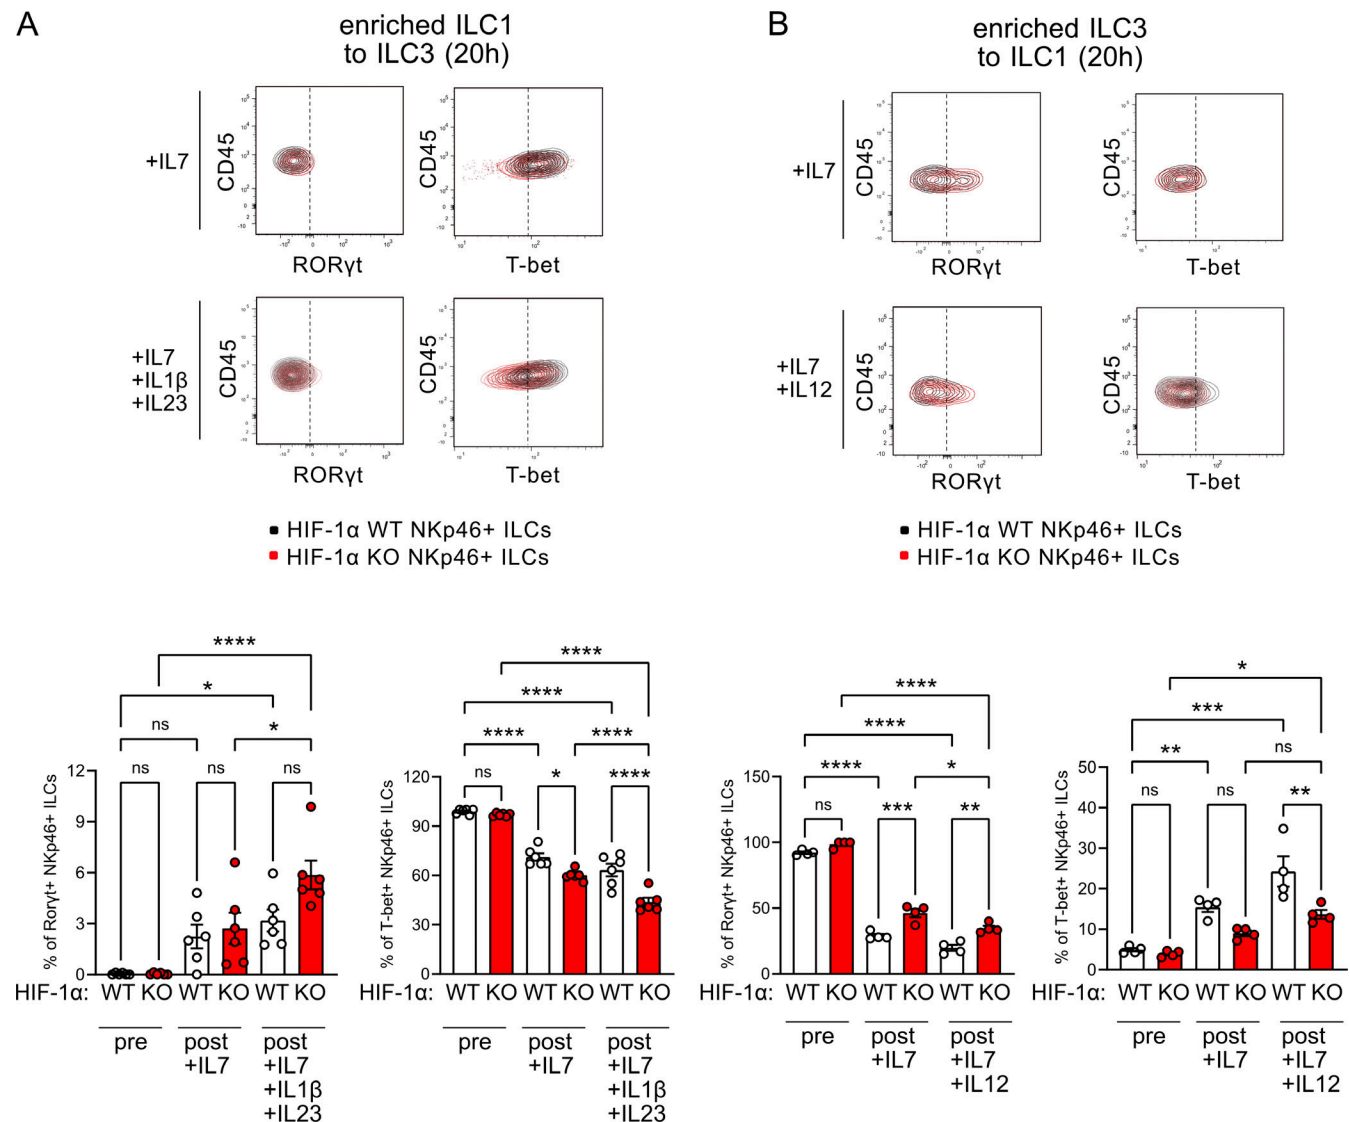 A
enriched ILC1
to ILC3 (20h)
B
enriched ILC3
to ILC1 (20h)
+IL7
CD45
RORγt
CD45
T-bet
+IL7
CD45
RORγt
CD45
T-bet
+IL7
+IL1β
+IL23
CD45
RORγt
CD45
T-bet
+IL7
+IL12
CD45
RORγt
CD45
T-bet
HIF-1α WT NKp46+ ILCs
HIF-1α KO NKp46+ ILCs
HIF-1α WT NKp46+ ILCs
HIF-1α KO NKp46+ ILCs
% of Rorγt+ NKp46+ ILCs
12
9
6
3
0
****
*
ns
*
ns
ns
ns
HIF-1α: WT KO WT KO WT KO
pre
post
+IL7
post
+IL7
+IL1β
+IL23
% of T-bet+ NKp46+ ILCs
120
90
60
30
0
****
****
****
****
ns
*
****
HIF-1α: WT KO WT KO WT KO
pre
post
+IL7
post
+IL7
+IL1β
+IL23
% of Rorγt+ NKp46+ ILCs
150
100
50
0
****
****
****
*
ns
***
**
HIF-1α: WT KO WT KO WT KO
pre
post
+IL7
post
+IL7
+IL12
% of T-bet+ NKp46+ ILCs
50
40
30
20
10
0
*
***
**
ns
ns
ns
**
HIF-1α: WT KO WT KO WT KO
pre
post
+IL7
post
+IL7
+IL12